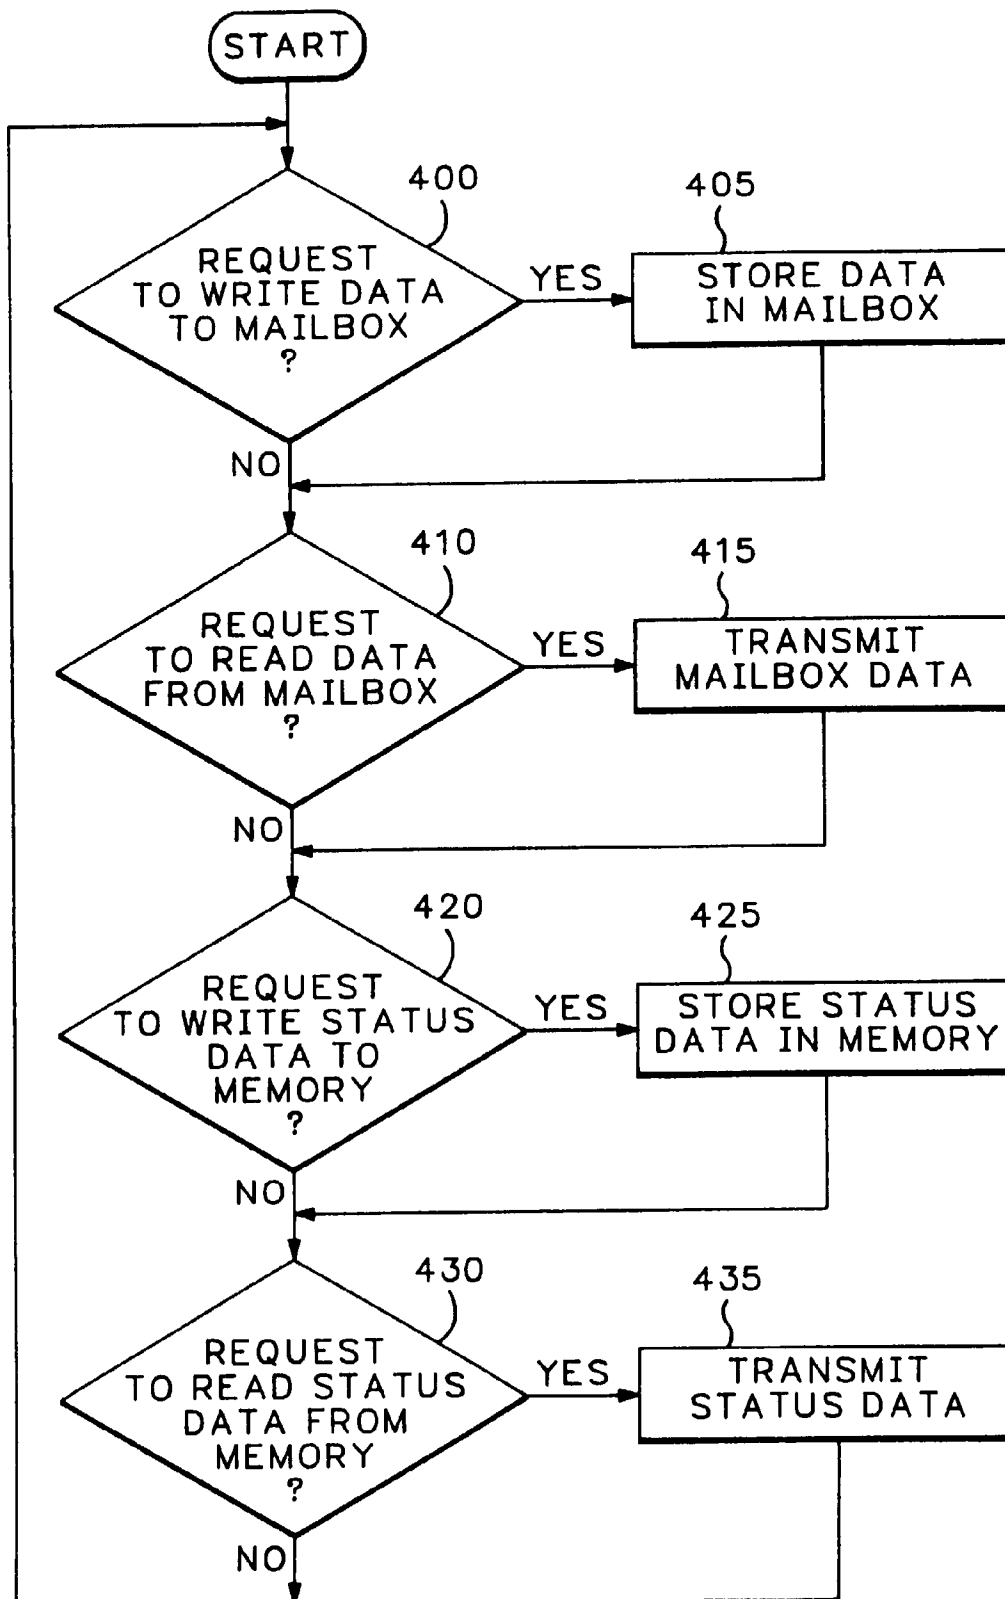 START
400
REQUEST
TO WRITE DATA
TO MAILBOX
?
YES
405
STORE DATA
IN MAILBOX
NO
410
REQUEST
TO READ DATA
FROM MAILBOX
?
YES
415
TRANSMIT
MAILBOX DATA
NO
420
REQUEST
TO WRITE STATUS
DATA TO
MEMORY
?
YES
425
STORE STATUS
DATA IN MEMORY
NO
430
REQUEST
TO READ STATUS
DATA FROM
MEMORY
?
YES
435
TRANSMIT
STATUS DATA
NO